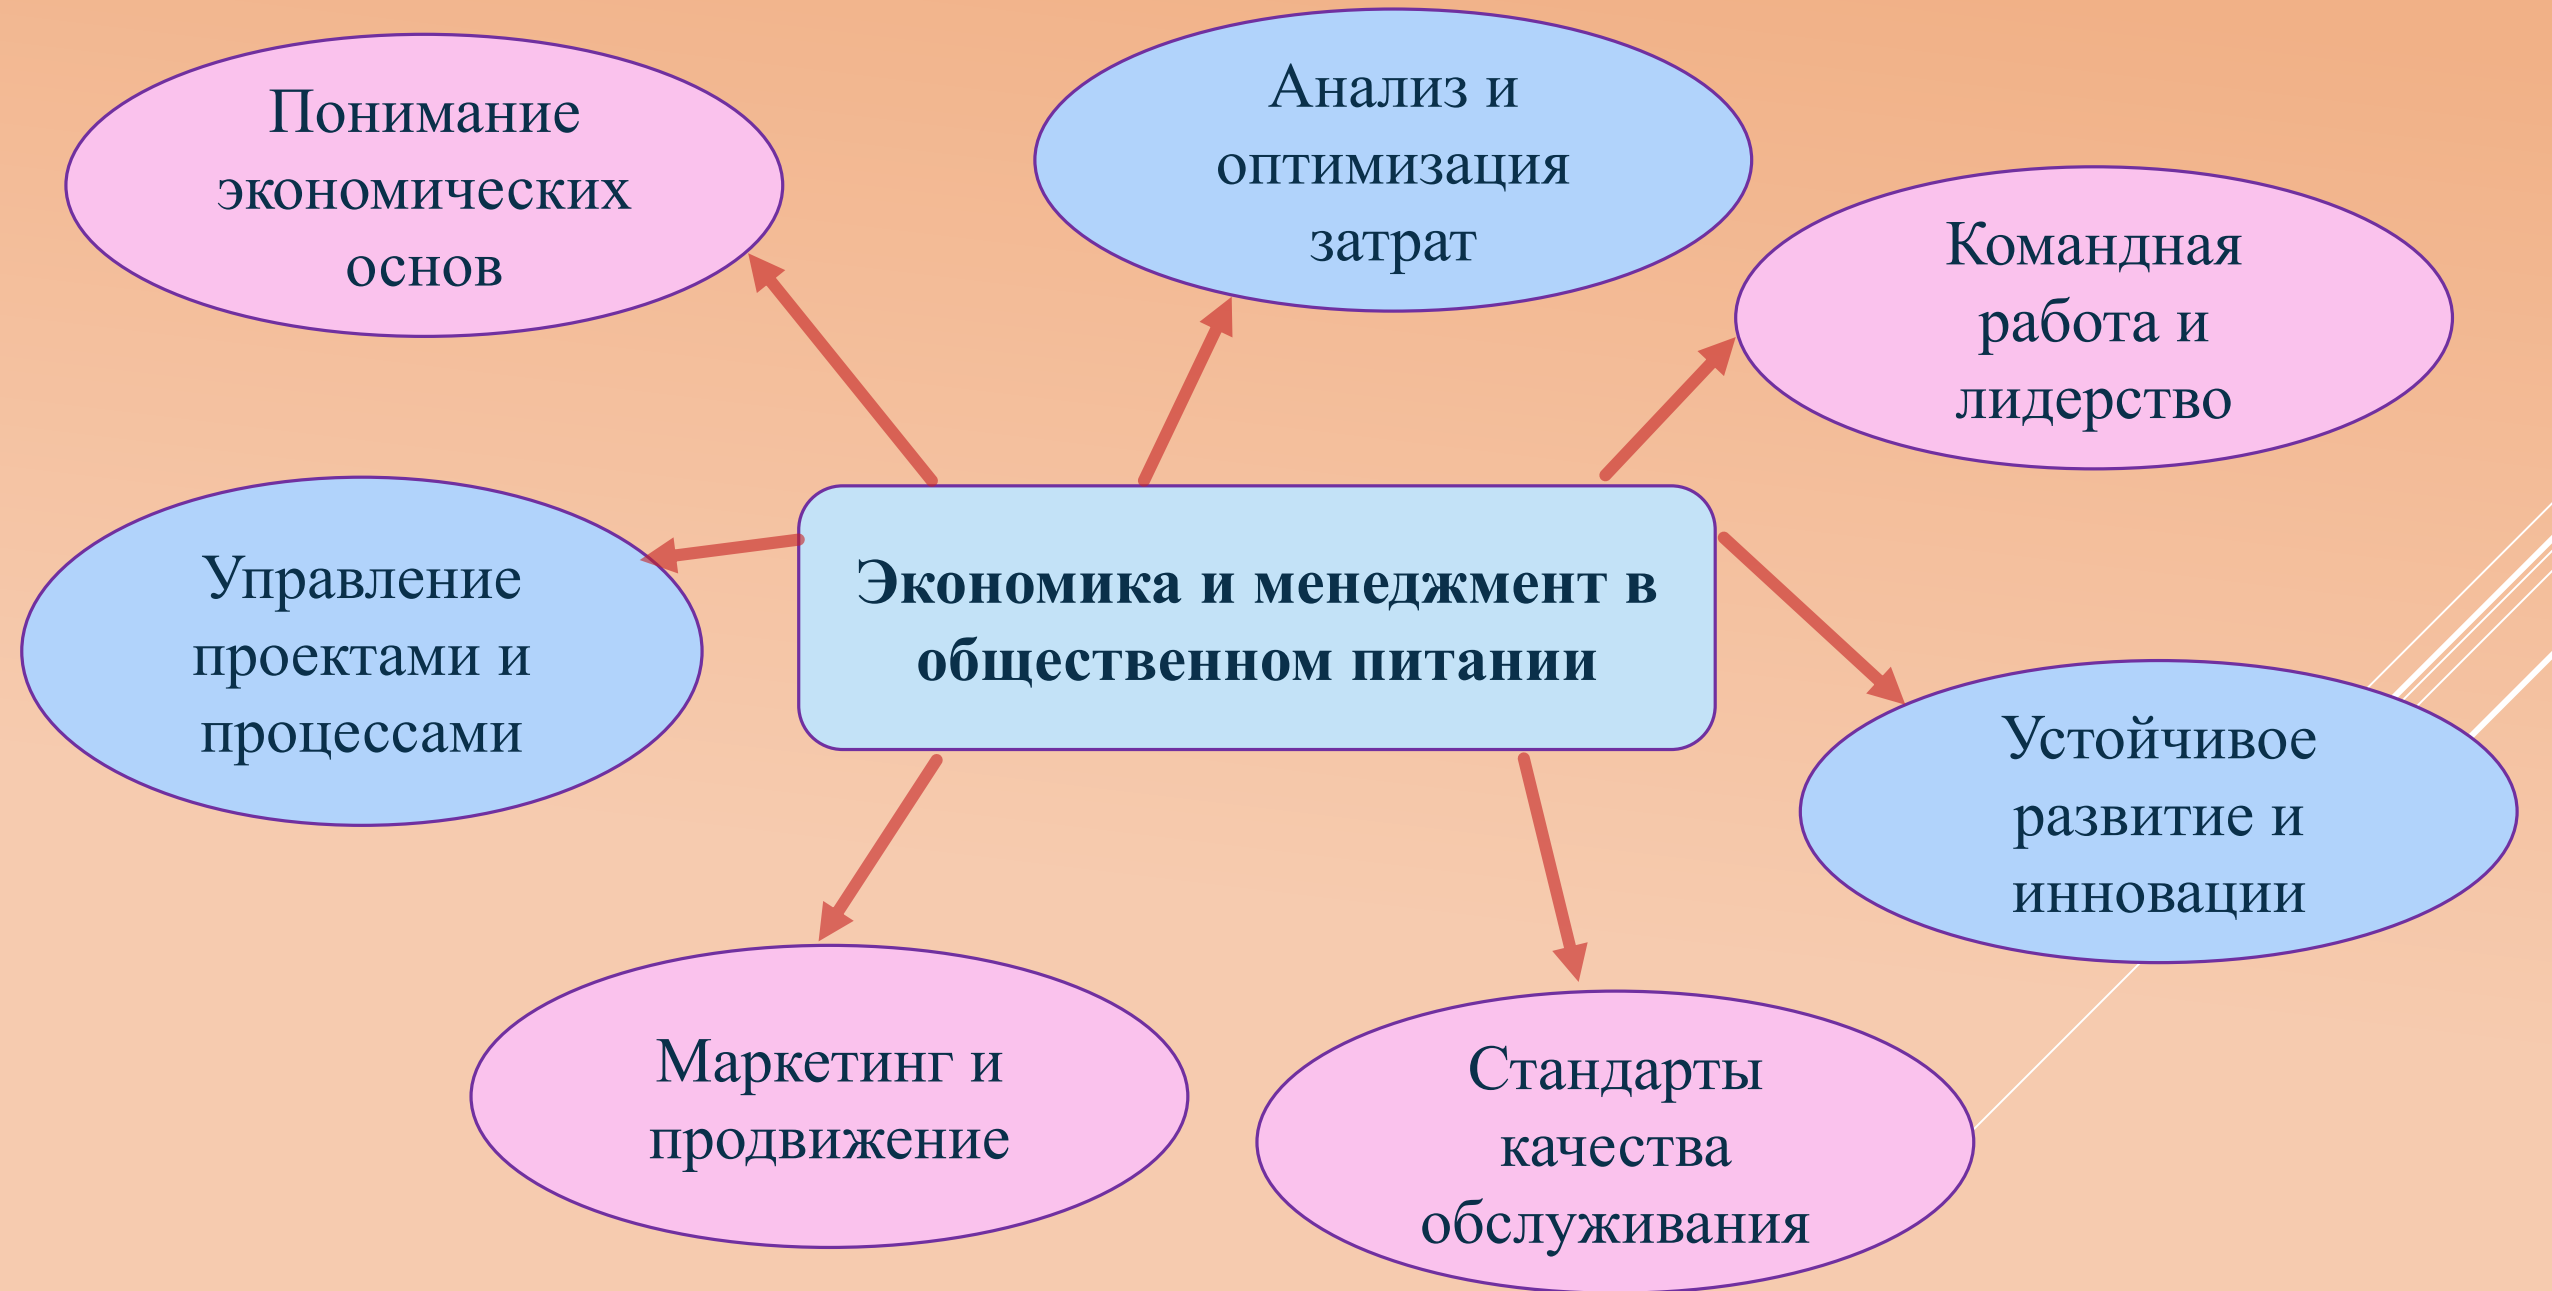 Понимание
экономических
основ
Анализ и
оптимизация
затрат
Командная
работа и
лидерство
Управление
проектами и
процессами
Экономика и менеджмент в
общественном питании
Устойчивое
развитие и
инновации
Маркетинг и
продвижение
Стандарты
качества
обслуживания